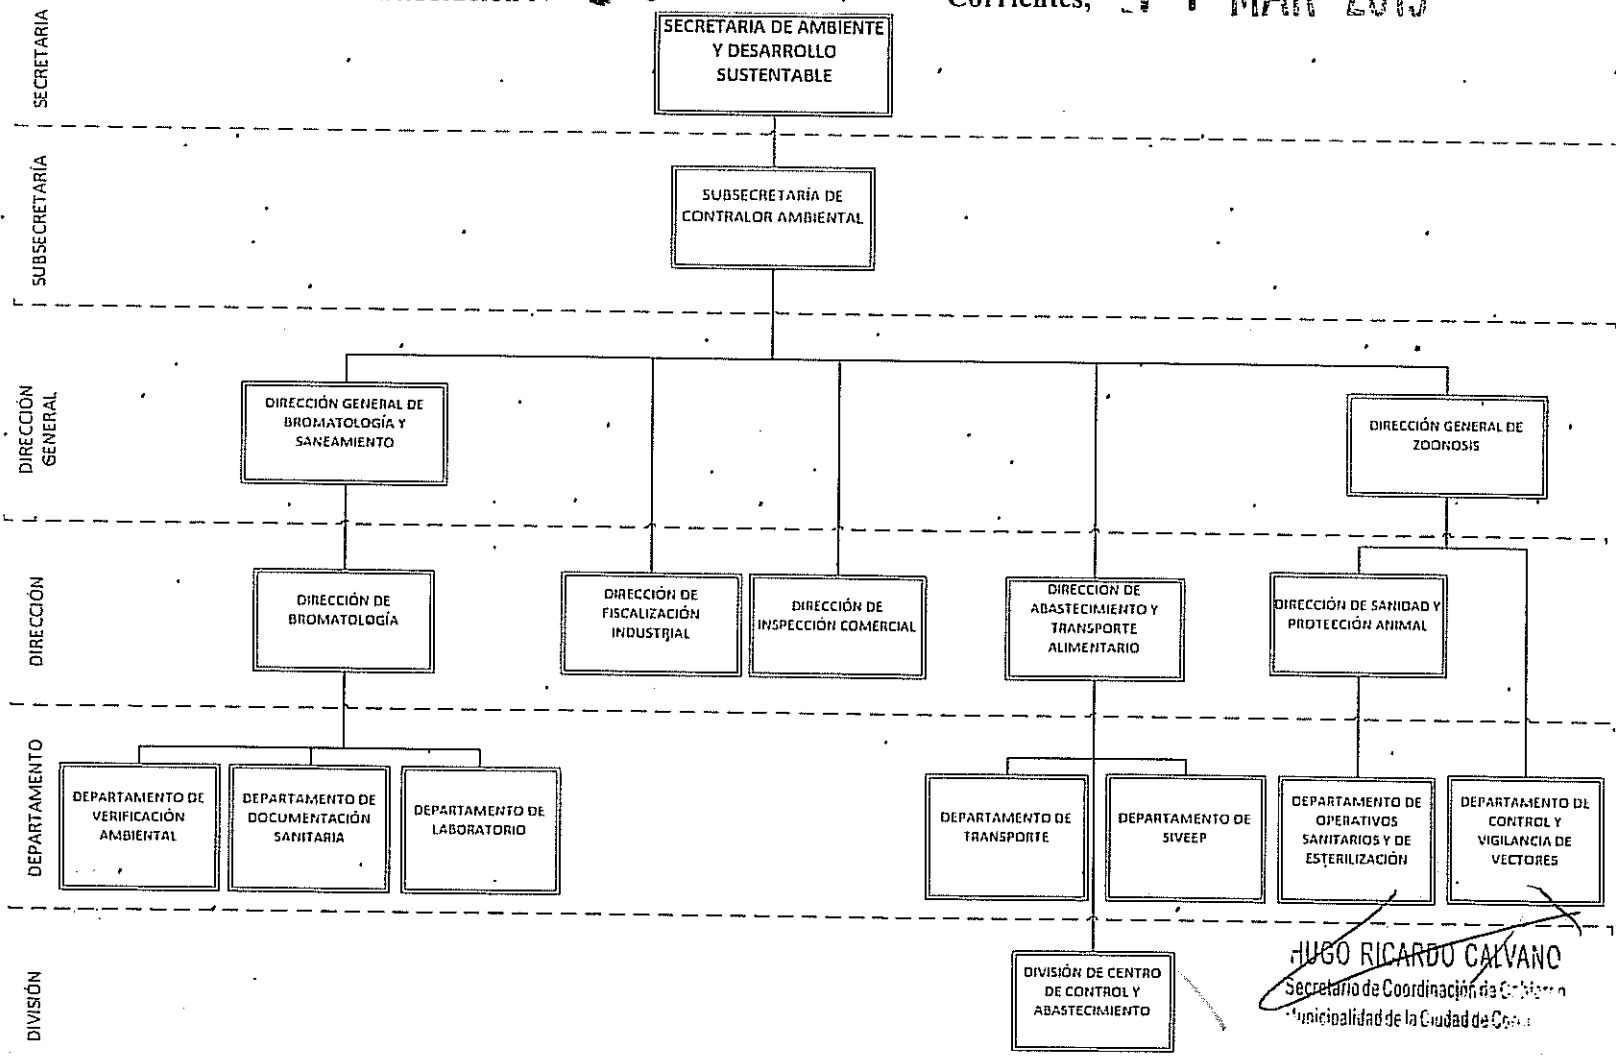 Corrientes,
MAR 2015
SECRETARIA
SECRETARIA DE AMBIENTE
Y DESARROLLO
SUSTENTABLE
SUBSECRETARÍA
SUBSECRETARÍA DE
CONTRALOR AMBIENTAL
DIRECCIÓN
GENERAL
DIRECCIÓN GENERAL DE
BROMATOLOGÍA Y
SANEAMIENTO
DIRECCIÓN GENERAL DE
ZOONOSIS
DIRECCIÓN
DIRECCIÓN DE
BROMATOLOGÍA
DIRECCIÓN DE
FISCALIZACIÓN
INDUSTRIAL
DIRECCIÓN DE
INSPECCIÓN COMERCIAL
DIRECCIÓN DE
ABASTECIMIENTO Y
TRANSPORTE
ALIMENTARIO
DIRECCIÓN DE SANIDAD Y
PROTECCIÓN ANIMAL
DEPARTAMENTO
DEPARTAMENTO DE
VERIFICACIÓN
AMBIENTAL
DEPARTAMENTO DE
DOCUMENTACIÓN
SANITARIA
DEPARTAMENTO DE
LABORATORIO
DEPARTAMENTO DE
TRANSPORTE
DEPARTAMENTO DE
SIVEEP
DEPARTAMENTO DE
OPERATIVOS
SANITARIOS Y DE
ESTERILIZACIÓN
DEPARTAMENTO DE
CONTROL Y
VIGILANCIA DE
VECTORES
DIVISIÓN
DIVISIÓN DE CENTRO
DE CONTROL Y
ABASTECIMIENTO
HUGO RICARDO CALVANO
Secretario de Coordinación de
Municipalidad de la Ciudad de